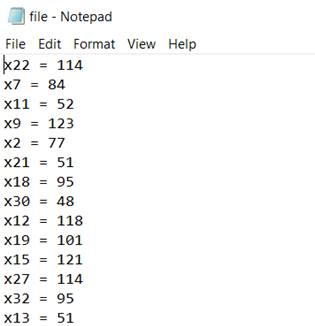 file - Notepad
File Edit Format View Help
x22 = 114
x7 = 84
x11 = 52
x9 = 123
x2 = 77
x21 = 51
x18 = 95
x30 = 48
x12 = 118
x19 = 101
x15 = 121
x27 = 114
x32 = 95
x13 = 51